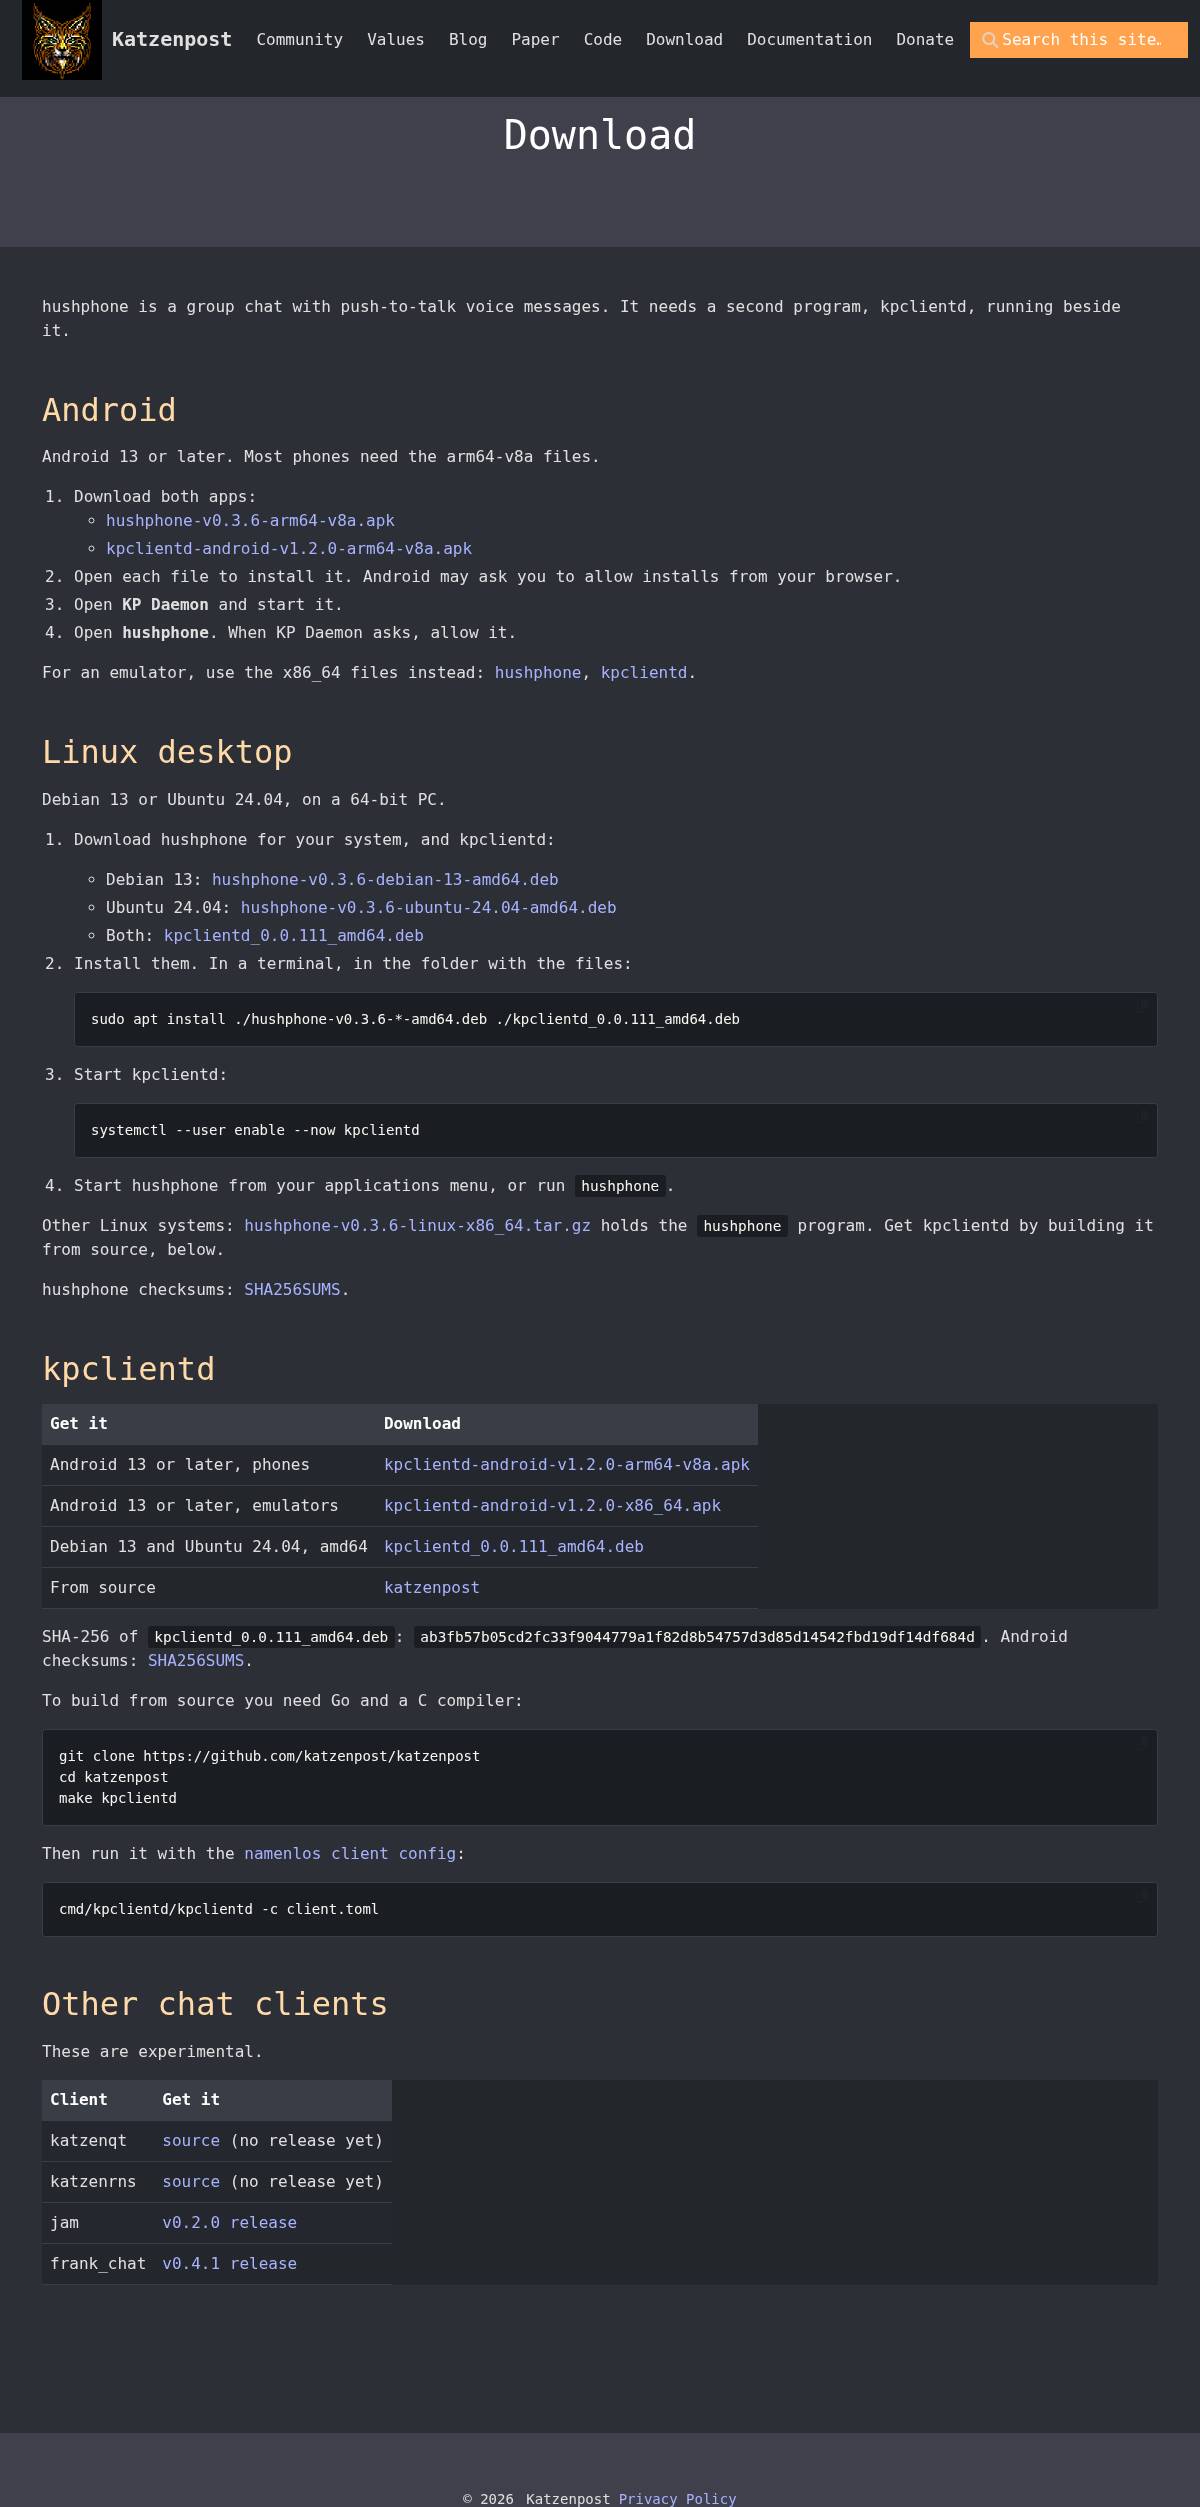 Katzenpost Community Values Blog Paper Code Download Documentation Donate Search this site…
Download
hushphone is a group chat with push-to-talk voice messages. It needs a second program, kpclientd, running beside
it.
Android
Android 13 or later. Most phones need the arm64-v8a files.
1. Download both apps:
◦ hushphone-v0.3.6-arm64-v8a.apk
◦ kpclientd-android-v1.2.0-arm64-v8a.apk
2. Open each file to install it. Android may ask you to allow installs from your browser.
3. Open KP Daemon and start it.
4. Open hushphone. When KP Daemon asks, allow it.
For an emulator, use the x86_64 files instead: hushphone, kpclientd.
Linux desktop
Debian 13 or Ubuntu 24.04, on a 64-bit PC.
1. Download hushphone for your system, and kpclientd:
◦ Debian 13: hushphone-v0.3.6-debian-13-amd64.deb
◦ Ubuntu 24.04: hushphone-v0.3.6-ubuntu-24.04-amd64.deb
◦ Both: kpclientd_0.0.111_amd64.deb
2. Install them. In a terminal, in the folder with the files:
sudo apt install ./hushphone-v0.3.6-*-amd64.deb ./kpclientd_0.0.111_amd64.deb
3. Start kpclientd:
systemctl --user enable --now kpclientd
4. Start hushphone from your applications menu, or run hushphone.
Other Linux systems: hushphone-v0.3.6-linux-x86_64.tar.gz holds the hushphone program. Get kpclientd by building it
from source, below.
hushphone checksums: SHA256SUMS.
kpclientd
Get it Download
Android 13 or later, phones kpclientd-android-v1.2.0-arm64-v8a.apk
Android 13 or later, emulators kpclientd-android-v1.2.0-x86_64.apk
Debian 13 and Ubuntu 24.04, amd64 kpclientd_0.0.111_amd64.deb
From source katzenpost
SHA-256 of kpclientd_0.0.111_amd64.deb: ab3fb57b05cd2fc33f9044779a1f82d8b54757d3d85d14542fbd19df14df684d. Android
checksums: SHA256SUMS.
To build from source you need Go and a C compiler:
git clone https://github.com/katzenpost/katzenpost
cd katzenpost
make kpclientd
Then run it with the namenlos client config:
cmd/kpclientd/kpclientd -c client.toml
Other chat clients
These are experimental.
Client Get it
katzenqt source (no release yet)
katzenrns source (no release yet)
jam v0.2.0 release
frank_chat v0.4.1 release
© 2026 Katzenpost Privacy Policy